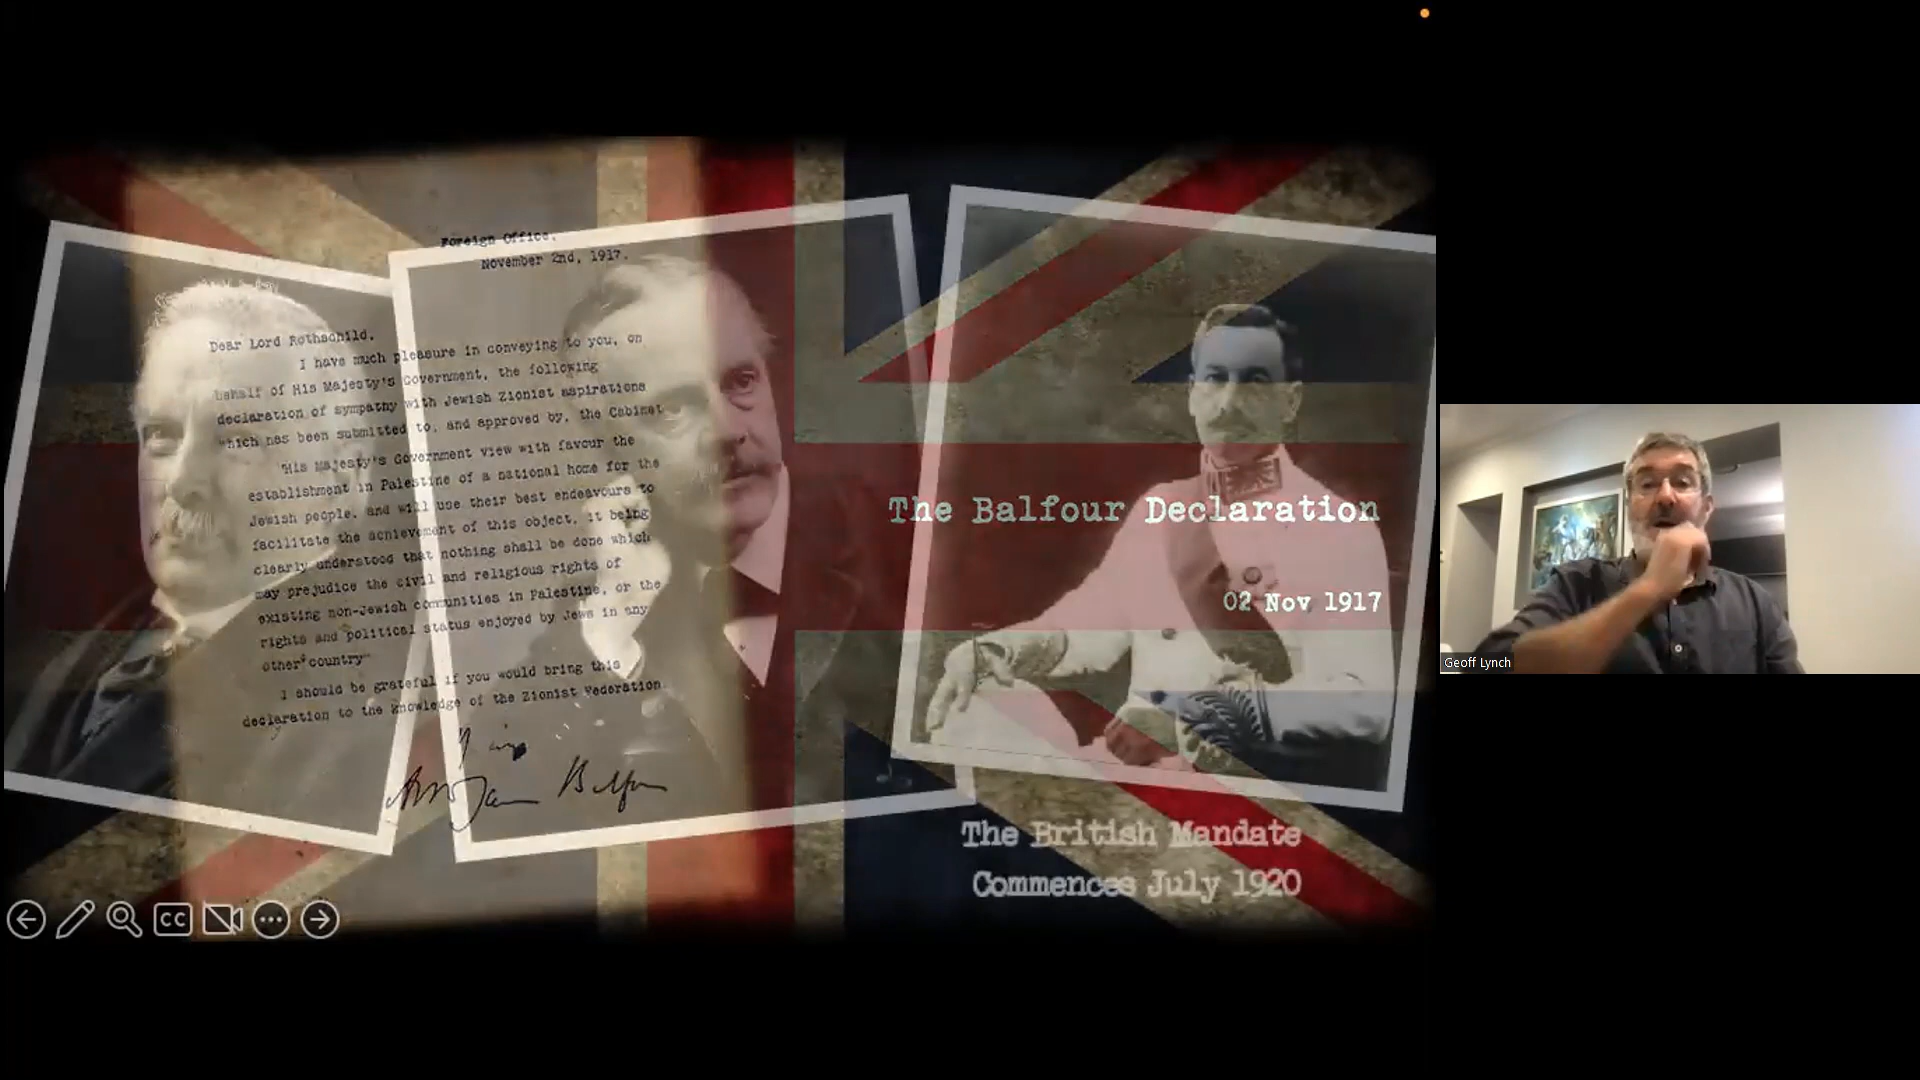 Foreign Office,
November 2nd, 1917.
Dear Lord Rothschild,
I have much pleasure in conveying to you, on
behalf of His Majesty's Government, the following
declaration of sympathy with Jewish Zionist aspirations
which has been submitted to, and approved by, the Cabinet
"His Majesty's Government view with favour the
establishment in Palestine of a national home for the
Jewish people, and will use their best endeavours to
facilitate the achievement of this object, it being
clearly understood that nothing shall be done which
may prejudice the civil and religious rights of
existing non-Jewish communities in Palestine, or the
rights and political status enjoyed by Jews in any
other country"
I should be grateful if you would bring this
declaration to the knowledge of the Zionist Federation.
Balfour
The Balfour Declaration
02 Nov 1917
The British Mandate
Commences July 1920
CC
Geoff Lynch